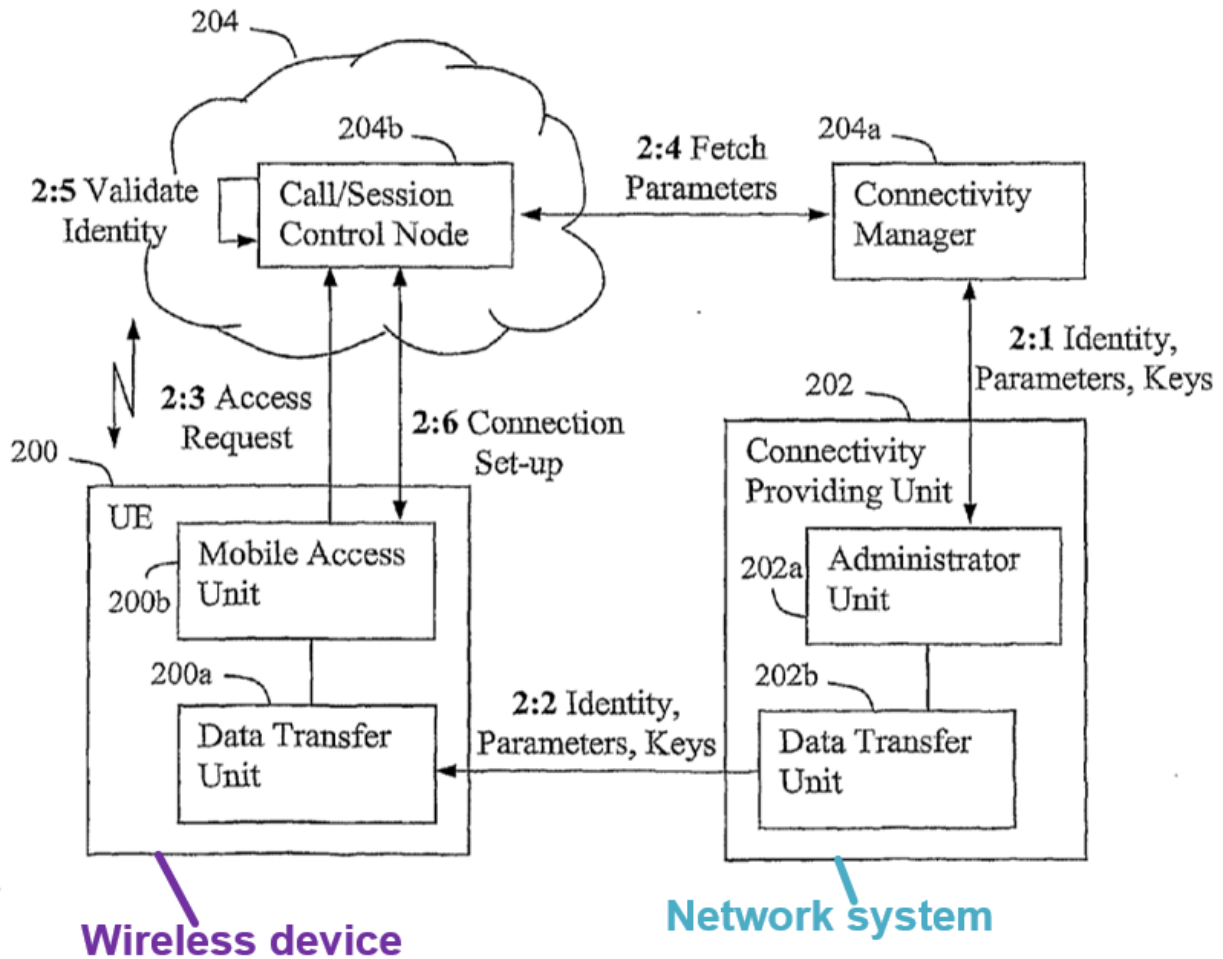 204
204b
Call/Session
Control Node
2:5 Validate
Identity
2:4 Fetch
Parameters
204a
Connectivity
Manager
2:1 Identity,
Parameters, Keys
2:3 Access
Request
2:6 Connection
Set-up
200
UE
Mobile Access
Unit
200b
200a
Data Transfer
Unit
2:2 Identity,
Parameters, Keys
202
Connectivity
Providing Unit
202a
Administrator
Unit
202b
Data Transfer
Unit
Wireless device
Network system